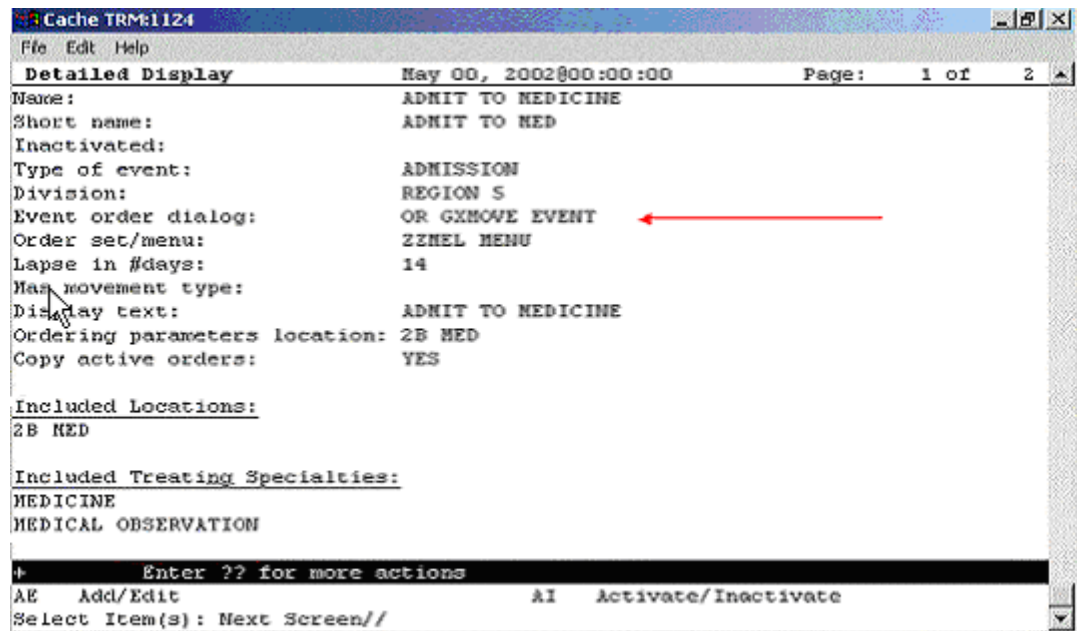 Cache TRM:1124
File Edit Help
Detailed Display May 00, 2002@00:00:00 Page: 1 of 2
Name: ADMIT TO MEDICINE
Short name: ADMIT TO MED
Inactivated:
Type of event: ADMISSION
Division: REGION 5
Event order dialog: OR GXMOVE EVENT
Order set/menu: ZZMEL MENU
Lapse in #days: 14
Mas movement type:
Display text: ADMIT TO MEDICINE
Ordering parameters location: 2B MED
Copy active orders: YES
Included Locations:
2B MED
Included Treating Specialties:
MEDICINE
MEDICAL OBSERVATION
+ Enter ?? for more actions
AE Add/Edit AI Activate/Inactivate
Select Item(s): Next Screen//